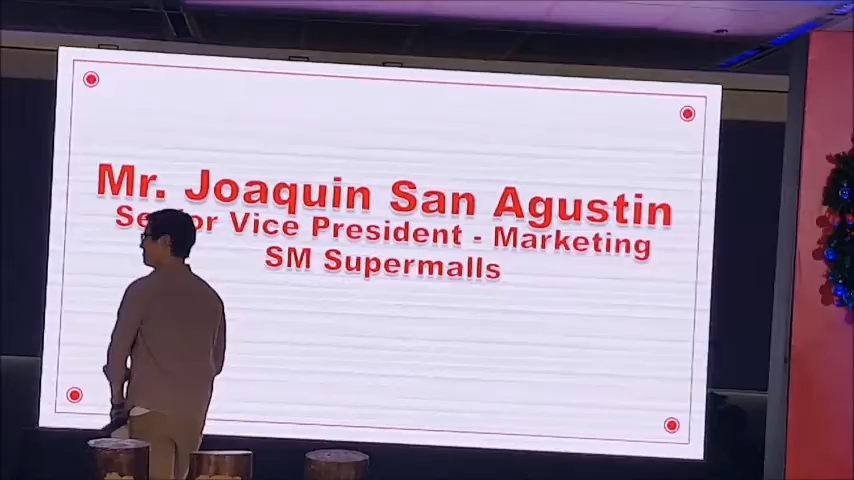 Mr. Joaquin San Agustin
Vice President - Marketing
SM Supermalls